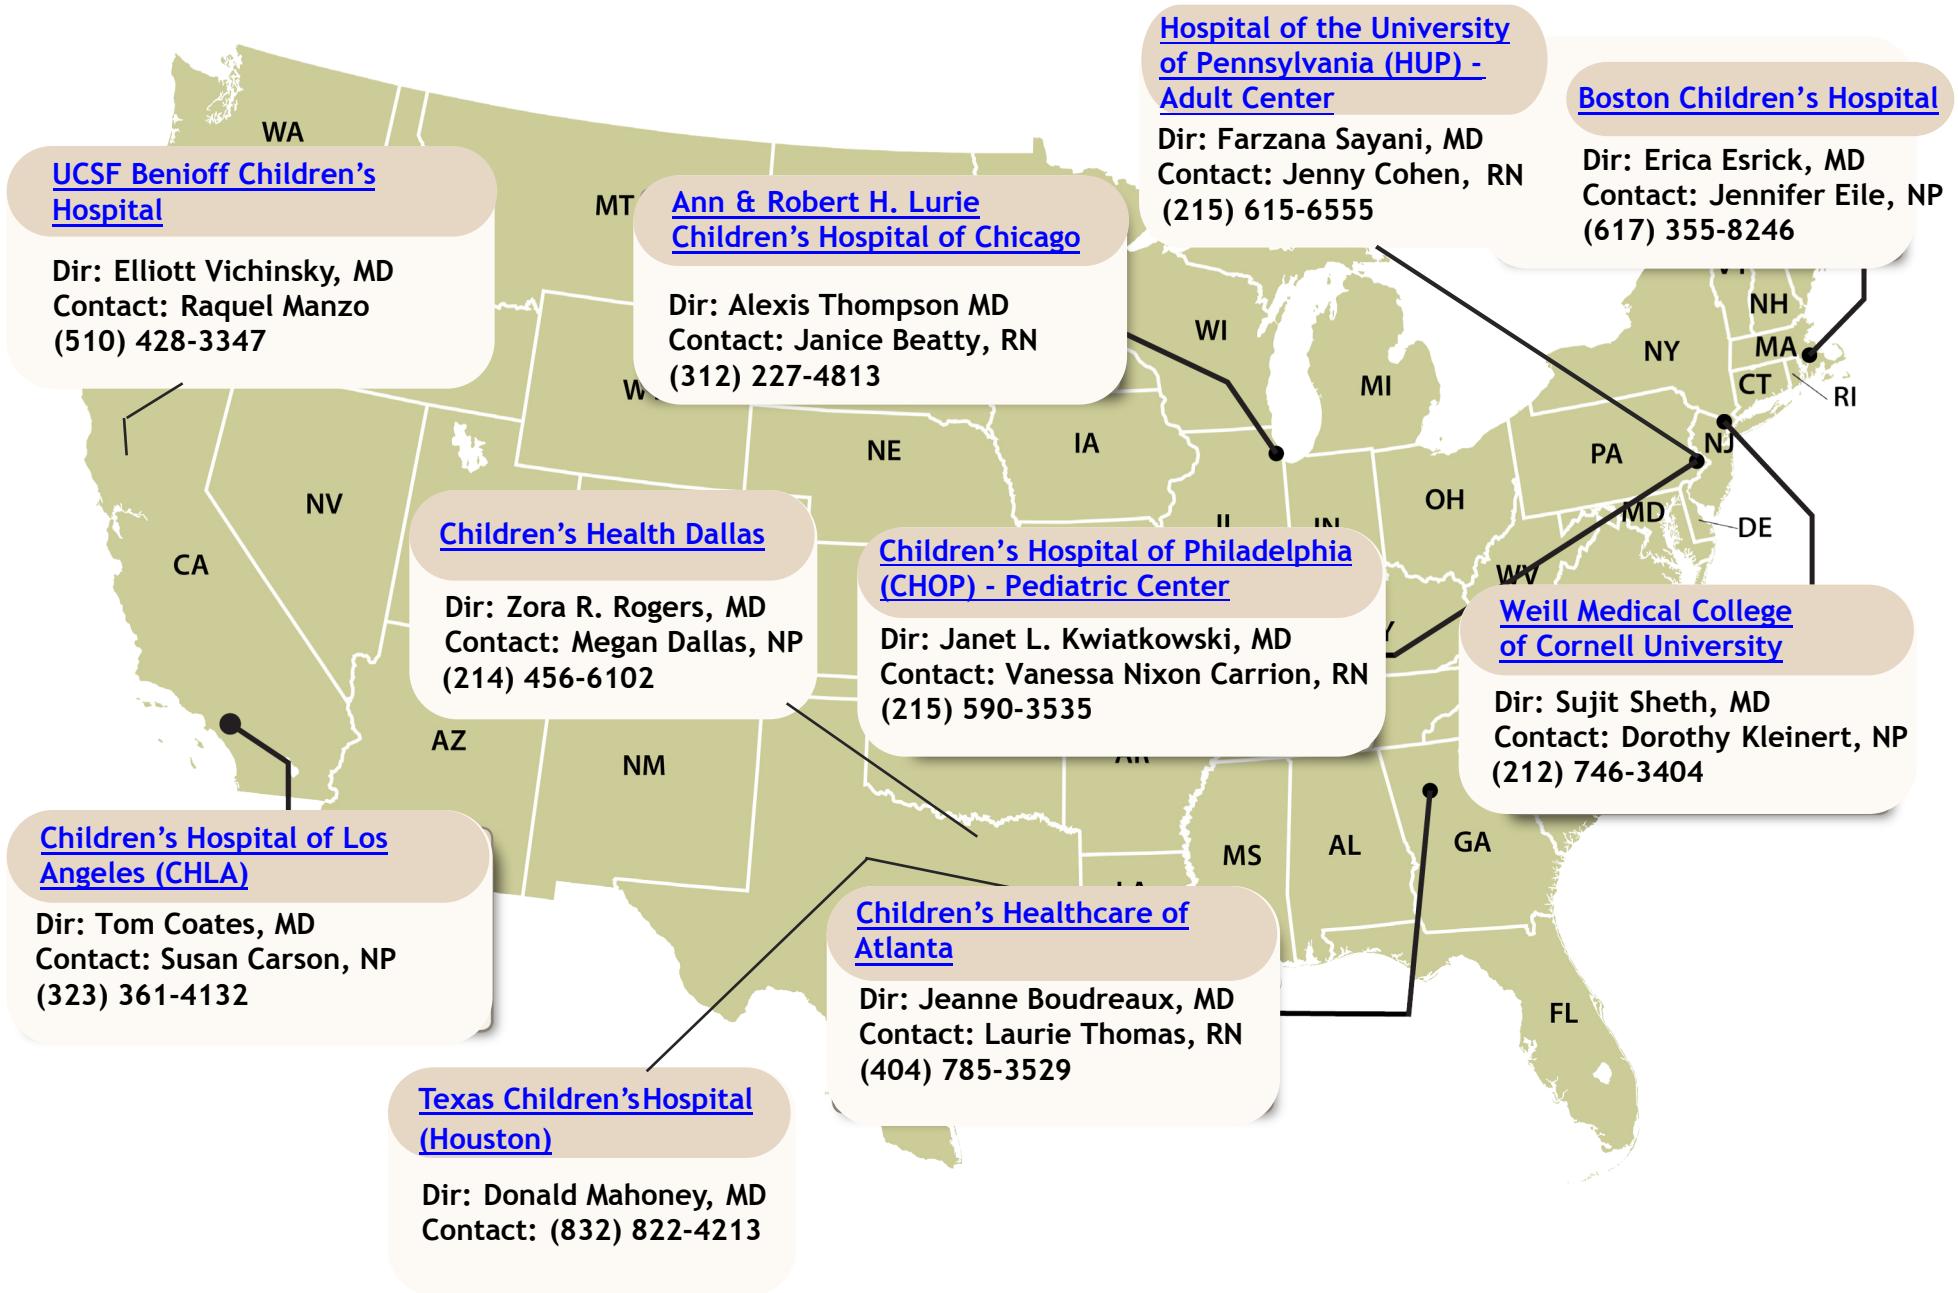 Hospital of the University
of Pennsylvania (HUP) -
Adult Center
Dir: Farzana Sayani, MD
Contact: Jenny Cohen, RN
(215) 615-6555
Boston Children’s Hospital
Dir: Erica Esrick, MD
Contact: Jennifer Eile, NP
(617) 355-8246
WA
UCSF Benioff Children’s
Hospital
Dir: Elliott Vichinsky, MD
Contact: Raquel Manzo
(510) 428-3347
MT
Ann & Robert H. Lurie
Children’s Hospital of Chicago
Dir: Alexis Thompson MD
Contact: Janice Beatty, RN
(312) 227-4813
WI
MI
NY
NH
MA
CT
RI
NE
IA
PA
NJ
NV
OH
MD
DE
CA
IL
IN
WV
Children’s Health Dallas
Dir: Zora R. Rogers, MD
Contact: Megan Dallas, NP
(214) 456-6102
Children’s Hospital of Philadelphia
(CHOP) - Pediatric Center
Dir: Janet L. Kwiatkowski, MD
Contact: Vanessa Nixon Carrion, RN
(215) 590-3535
Weill Medical College
of Cornell University
Dir: Sujit Sheth, MD
Contact: Dorothy Kleinert, NP
(212) 746-3404
AZ
NM
AR
MS
AL
GA
Children’s Hospital of Los
Angeles (CHLA)
Dir: Tom Coates, MD
Contact: Susan Carson, NP
(323) 361-4132
Children’s Healthcare of
Atlanta
Dir: Jeanne Boudreaux, MD
Contact: Laurie Thomas, RN
(404) 785-3529
FL
Texas Children’s Hospital
(Houston)
Dir: Donald Mahoney, MD
Contact: (832) 822-4213